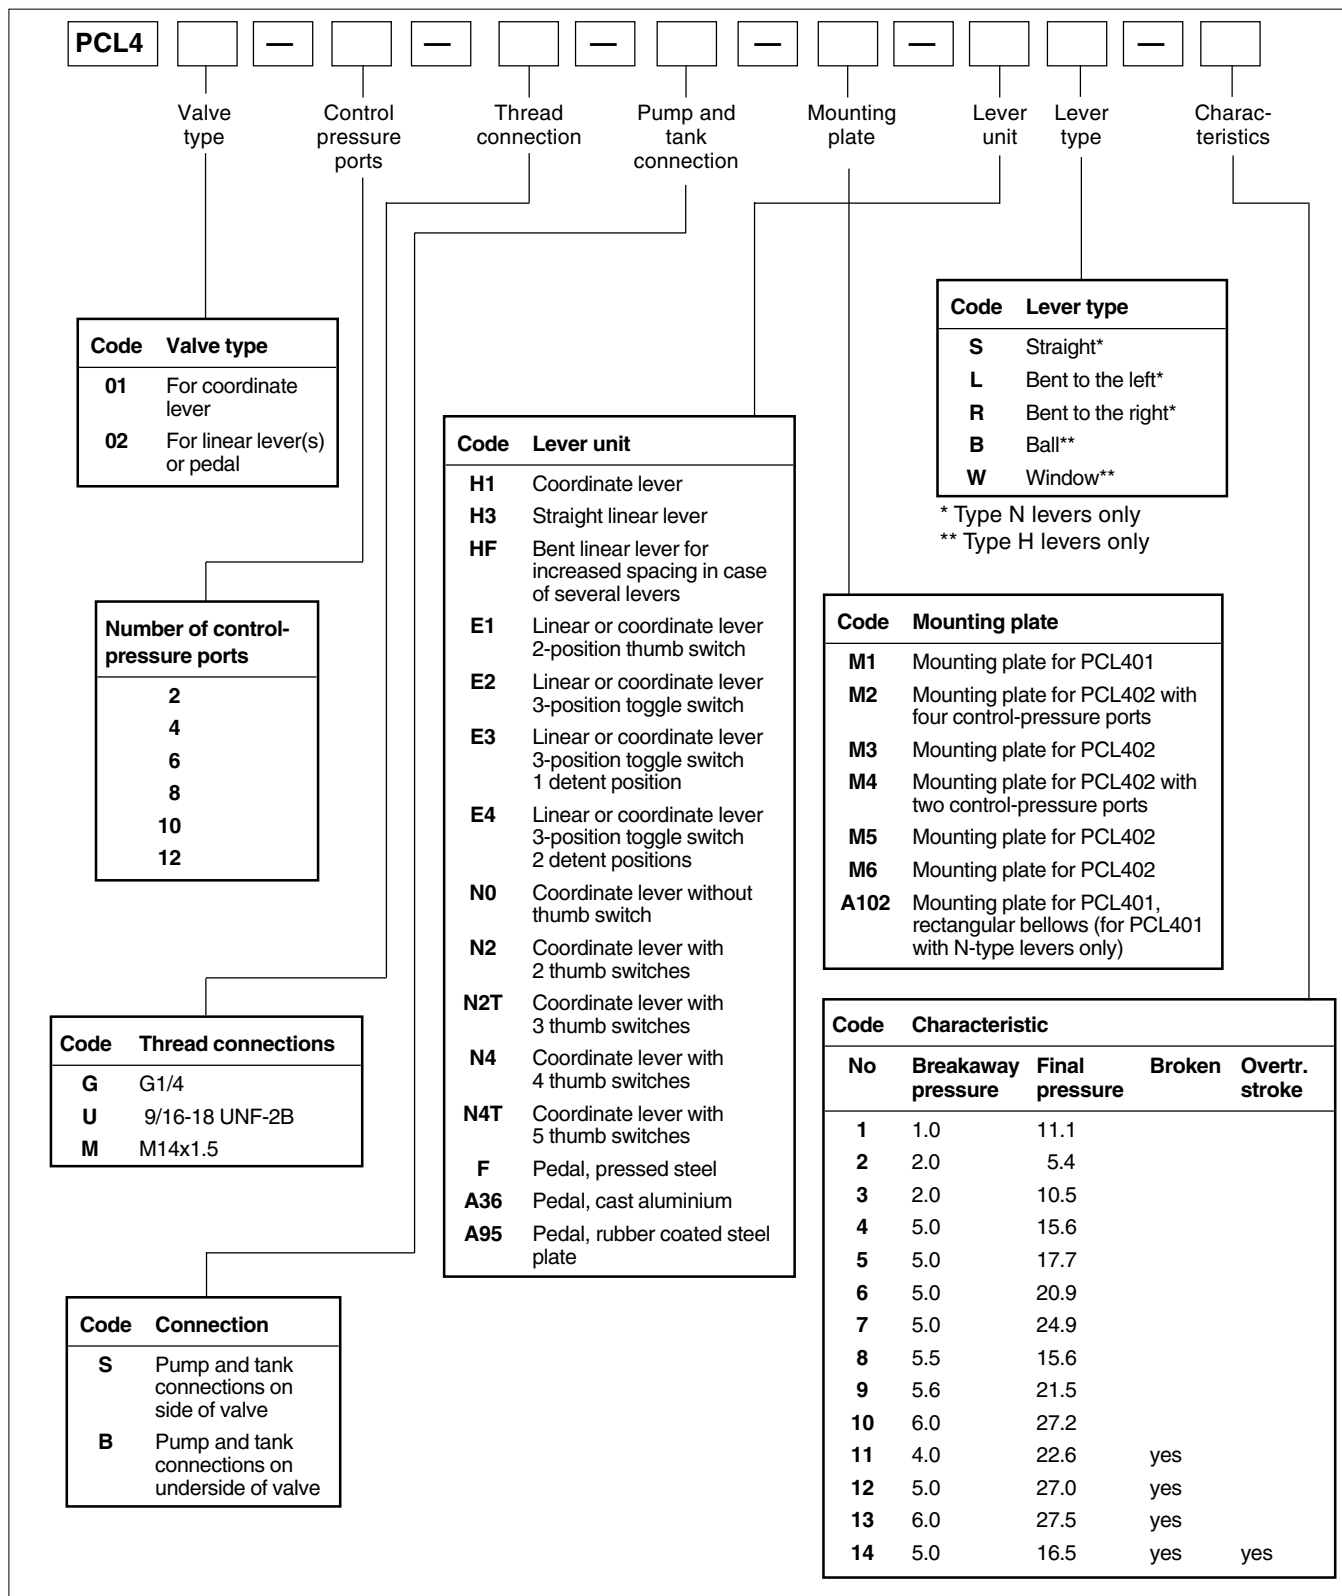 PCL4 — — — — — —
Valve type
Control pressure ports
Thread connection
Pump and tank connection
Mounting plate
Lever unit
Lever type
Charac-
teristics
Code Valve type
01 For coordinate
lever
02 For linear lever(s)
or pedal
Number of control-
pressure ports
2
4
6
8
10
12
Code Thread connections
G G1/4
U 9/16-18 UNF-2B
M M14x1.5
Code Connection
S Pump and tank
connections on
side of valve
B Pump and tank
connections on
underside of valve
Code Lever unit
H1 Coordinate lever
H3 Straight linear lever
HF Bent linear lever for
increased spacing in case
of several levers
E1 Linear or coordinate lever
2-position thumb switch
E2 Linear or coordinate lever
3-position toggle switch
E3 Linear or coordinate lever
3-position toggle switch
1 detent position
E4 Linear or coordinate lever
3-position toggle switch
2 detent positions
N0 Coordinate lever without
thumb switch
N2 Coordinate lever with
2 thumb switches
N2T Coordinate lever with
3 thumb switches
N4 Coordinate lever with
4 thumb switches
N4T Coordinate lever with
5 thumb switches
F Pedal, pressed steel
A36 Pedal, cast aluminium
A95 Pedal, rubber coated steel
plate
Code Lever type
S Straight*
L Bent to the left*
R Bent to the right*
B Ball**
W Window**
* Type N levers only
** Type H levers only
Code Mounting plate
M1 Mounting plate for PCL401
M2 Mounting plate for PCL402 with
four control-pressure ports
M3 Mounting plate for PCL402
M4 Mounting plate for PCL402 with
two control-pressure ports
M5 Mounting plate for PCL402
M6 Mounting plate for PCL402
A102 Mounting plate for PCL401,
rectangular bellows (for PCL401
with N-type levers only)
Code Characteristic
No Breakaway Final Broken Overtr.
pressure pressure stroke
1 1.0 11.1
2 2.0 5.4
3 2.0 10.5
4 5.0 15.6
5 5.0 17.7
6 5.0 20.9
7 5.0 24.9
8 5.5 15.6
9 5.6 21.5
10 6.0 27.2
11 4.0 22.6 yes
12 5.0 27.0 yes
13 6.0 27.5 yes
14 5.0 16.5 yes yes